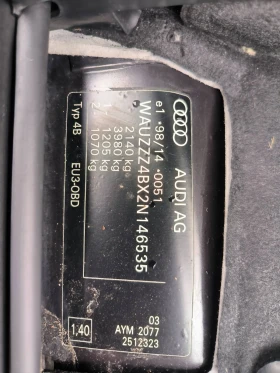 AUDI AG
e1 *98/14*0051*
WAUZZZ4BX2N146535
2140 kg
3980 kg
1- 1205 kg
2- 1070 kg
Typ 4B
EU3-OBD
1,40
03
AYM 2077
2512323